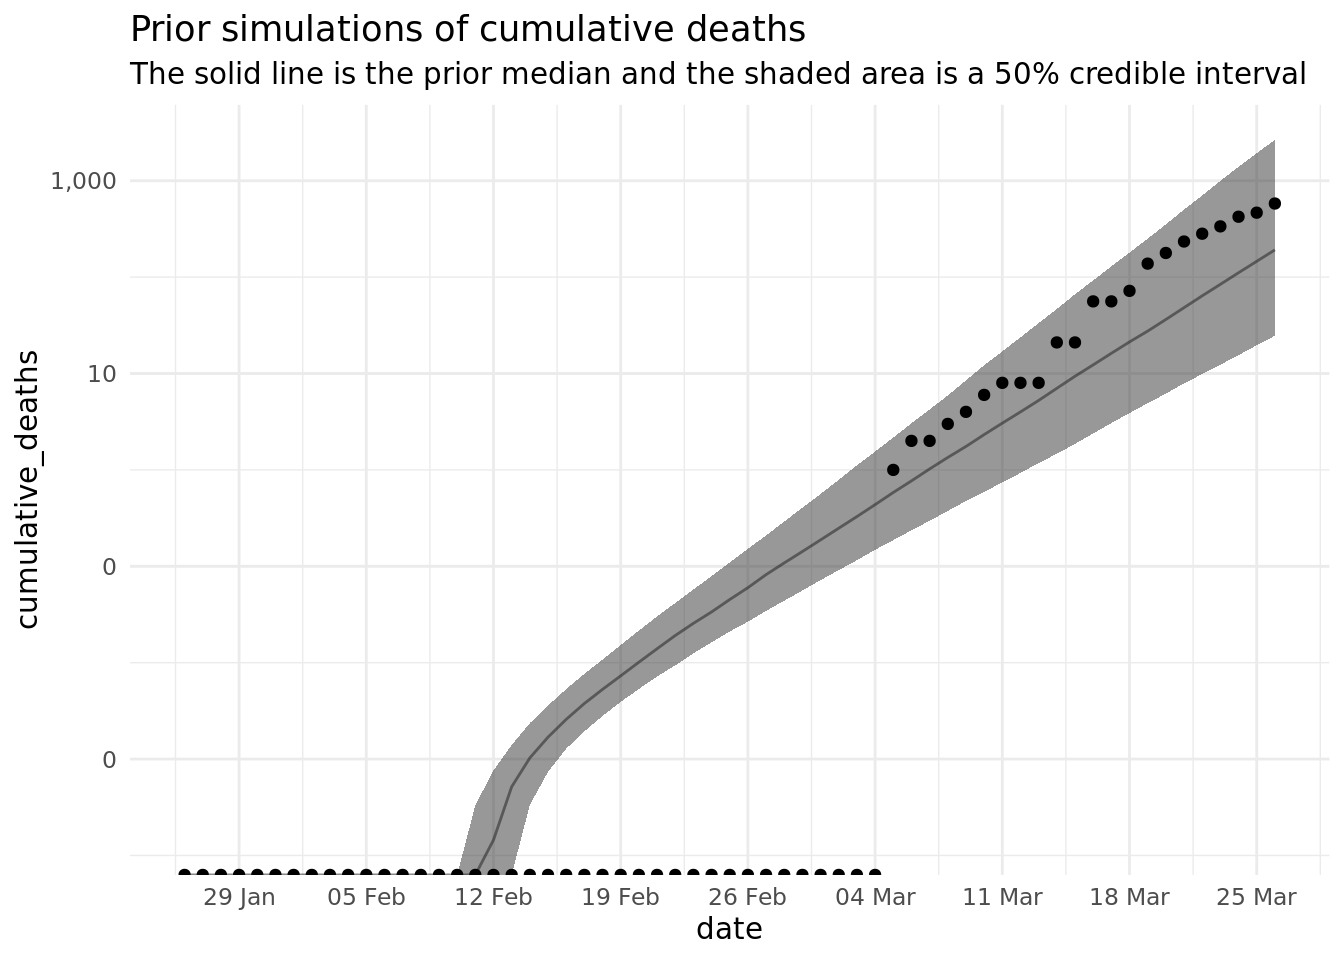 Prior simulations of cumulative deaths
The solid line is the prior median and the shaded area is a 50% credible interval
cumulative_deaths
1,000
10
0
0
29 Jan
05 Feb
12 Feb
19 Feb
26 Feb
04 Mar
11 Mar
18 Mar
25 Mar
date